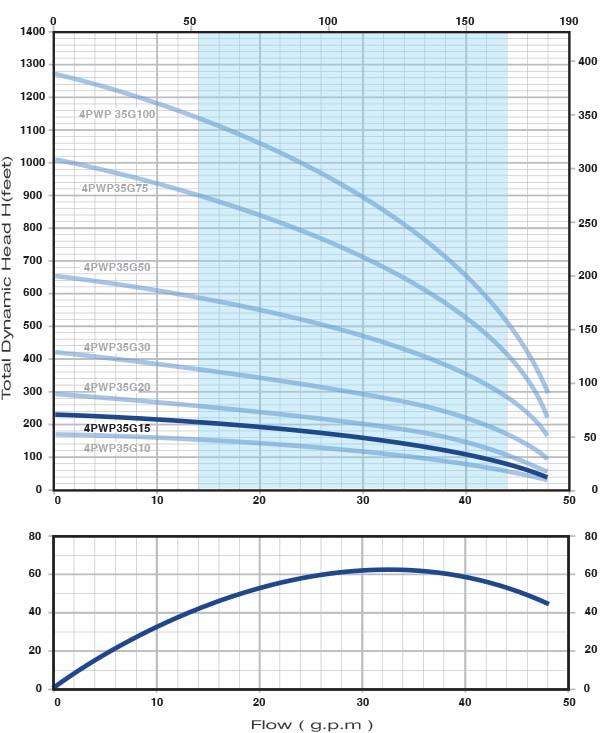 0 50 100 150 190
1400
1300
1200
1100
1000
900
800
700
600
500
400
300
200
100
0
400
350
300
250
200
150
100
50
0
Total Dynamic Head H(feet)
4PWP 35G100
4PWP35G75
4PWP35G50
4PWP35G30
4PWP35G20
4PWP35G15
4PWP35G10
0 10 20 30 40 50
80 80
60 60
40 40
20 20
0 0
0 10 20 30 40 50
Flow ( g.p.m )